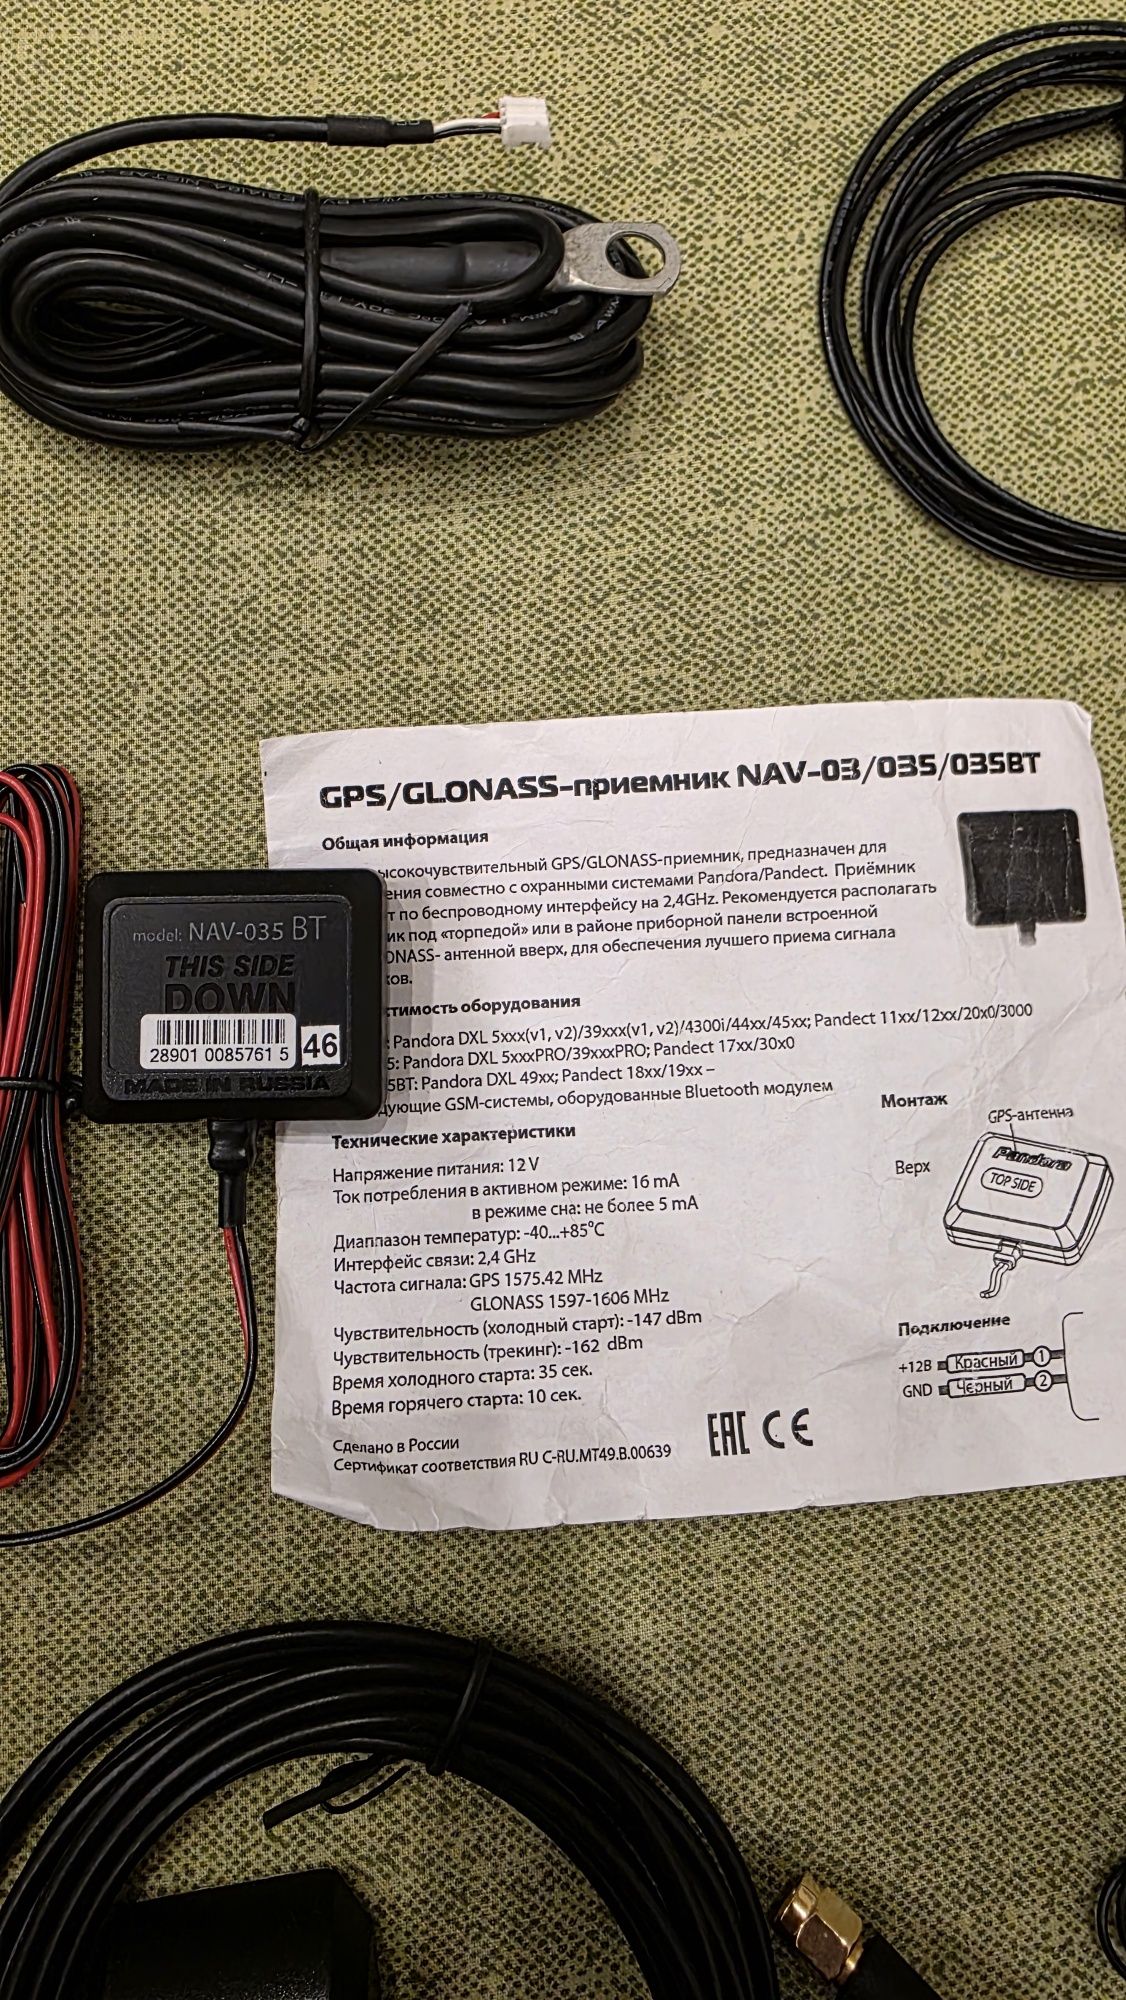 GPS/GLONASS-приемник NAV-03/035/035BT
Общая информация
ысокочувствительный GPS/GLONASS-приемник, предназначен для
ения совместно с охранными системами Pandora/Pandect. Приёмник
т по беспроводному интерфейсу на 2,4GHz. Рекомендуется располагать
ик под «торпедой» или в районе приборной панели встроенной
ONASS- антенной вверх, для обеспечения лучшего приема сигнала
ков.
стимость оборудования
: Pandora DXL 5xxx(v1, v2)/39xxx(v1, v2)/4300i/44xx/45xx; Pandect 11xx/12xx/20x0/3000
5: Pandora DXL 5xxxPRO/39xxxPRO; Pandect 17xx/30x0
5BT: Pandora DXL 49xx; Pandect 18xx/19xx –
дующие GSM-системы, оборудованные Bluetooth модулем
Технические характеристики
Напряжение питания: 12 V
Ток потребления в активном режиме: 16 mA
в режиме сна: не более 5 mA
Диапазон температур: -40...+85°C
Интерфейс связи: 2,4 GHz
Частота сигнала: GPS 1575.42 MHz
GLONASS 1597-1606 MHz
Чувствительность (холодный старт): -147 dBm
Чувствительность (трекинг): -162 dBm
Время холодного старта: 35 сек.
Время горячего старта: 10 сек.
Сделано в России
Сертификат соответствия RU C-RU.MT49.B.00639
EAC CE
Монтаж
GPS-антенна
Верх
Pandora
TOP SIDE
Подключение
+12В Красный 1
GND Чёрный 2
model: NAV-035 BT
THIS SIDE
DOWN
28901 0085761 5
46
MADE IN RUSSIA